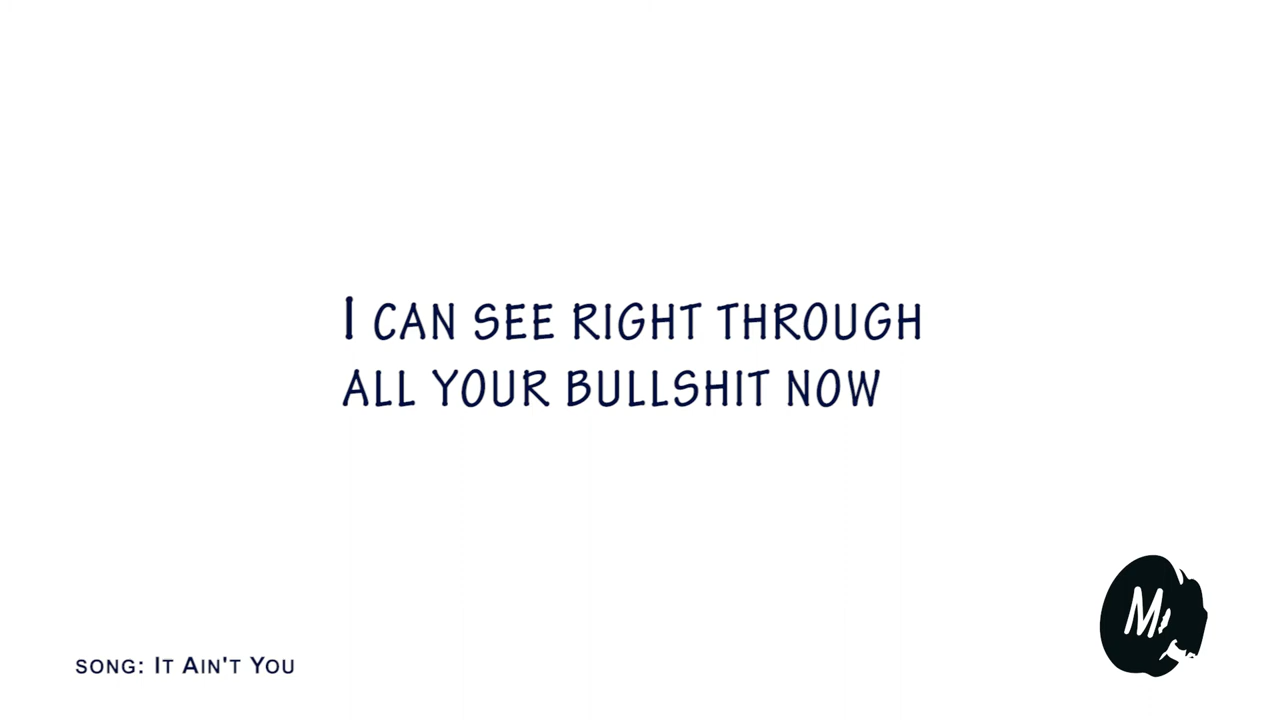 I CAN SEE RIGHT THROUGH
ALL YOUR BULLSHIT NOW
M
SONG: IT AIN'T YOU